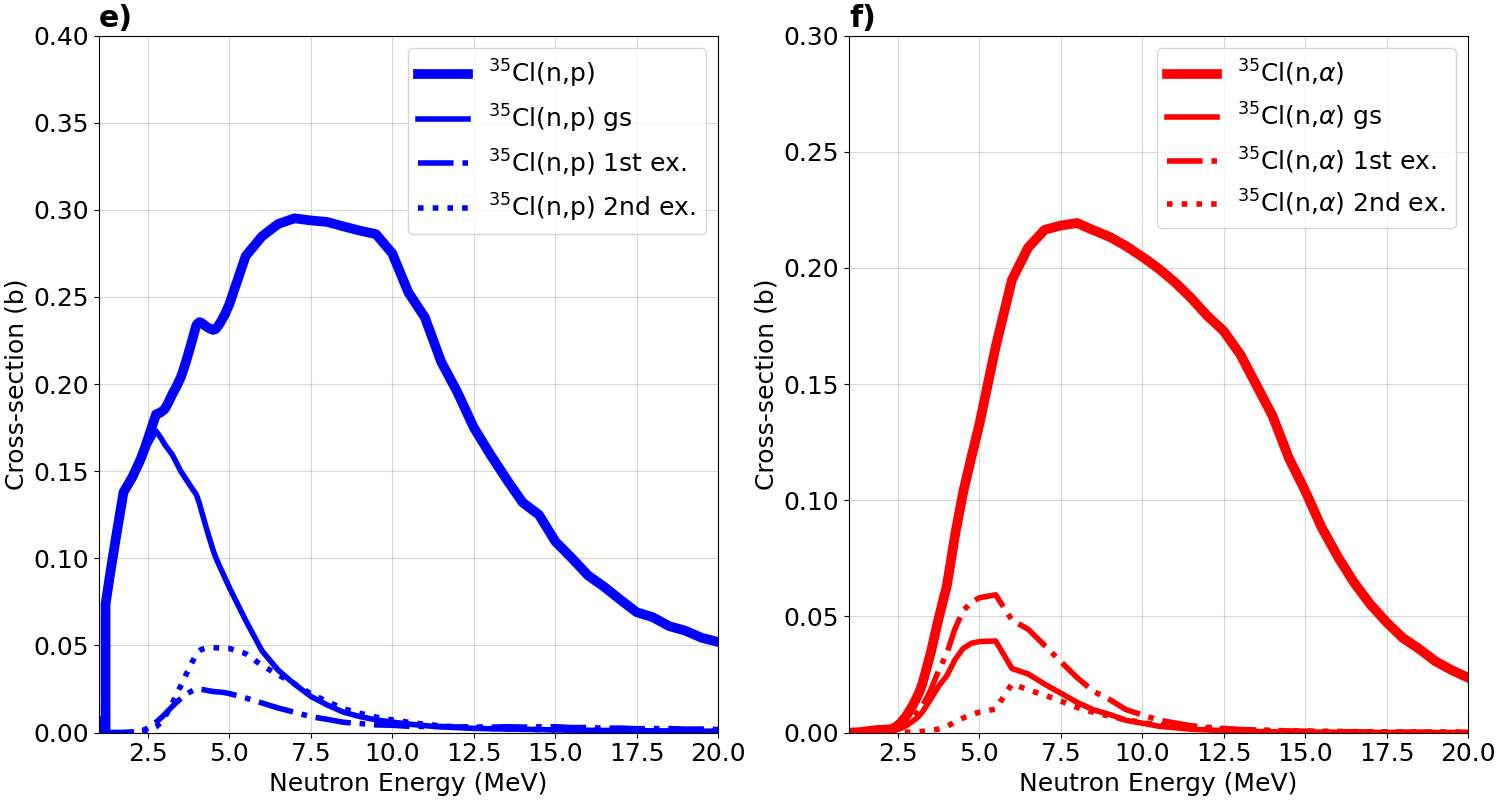 e)
0.40
0.35
0.30
0.25
0.20
0.15
0.10
0.05
0.00
Cross-section (b)
³⁵Cl(n,p)
³⁵Cl(n,p) gs
³⁵Cl(n,p) 1st ex.
³⁵Cl(n,p) 2nd ex.
2.5 5.0 7.5 10.0 12.5 15.0 17.5 20.0
Neutron Energy (MeV)
f)
0.30
0.25
0.20
0.15
0.10
0.05
0.00
Cross-section (b)
³⁵Cl(n,α)
³⁵Cl(n,α) gs
³⁵Cl(n,α) 1st ex.
³⁵Cl(n,α) 2nd ex.
2.5 5.0 7.5 10.0 12.5 15.0 17.5 20.0
Neutron Energy (MeV)